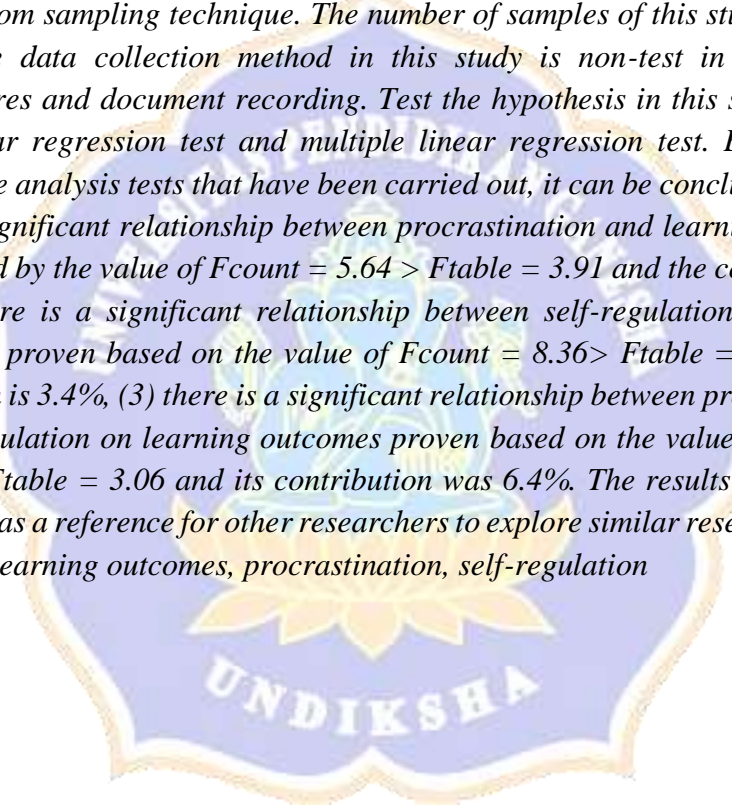 om sampling technique. The number of samples of this stu
e data collection method in this study is non-test in
res and document recording. Test the hypothesis in this s
ar regression test and multiple linear regression test. B
e analysis tests that have been carried out, it can be conclu
gnificant relationship between procrastination and learni
d by the value of Fcount = 5.64 > Ftable = 3.91 and the co
re is a significant relationship between self-regulation
proven based on the value of Fcount = 8.36> Ftable =
is 3.4%, (3) there is a significant relationship between pr
ulation on learning outcomes proven based on the value
Ftable = 3.06 and its contribution was 6.4%. The results
as a reference for other researchers to explore similar rese
earning outcomes, procrastination, self-regulation
UNIVERSITAS PENDIDIKAN GANESHA
UNDIKSHA